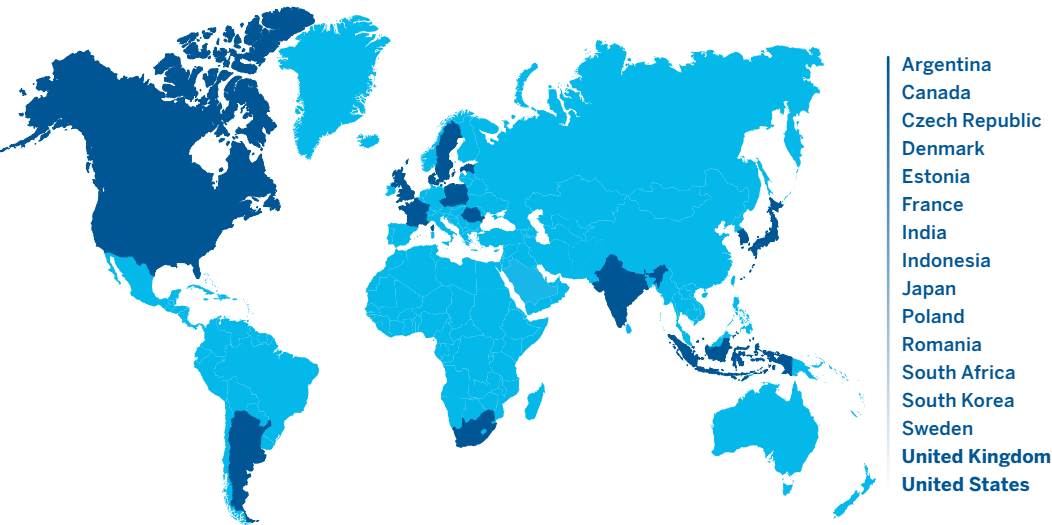 Argentina
Canada
Czech Republic
Denmark
Estonia
France
India
Indonesia
Japan
Poland
Romania
South Africa
South Korea
Sweden
United Kingdom
United States